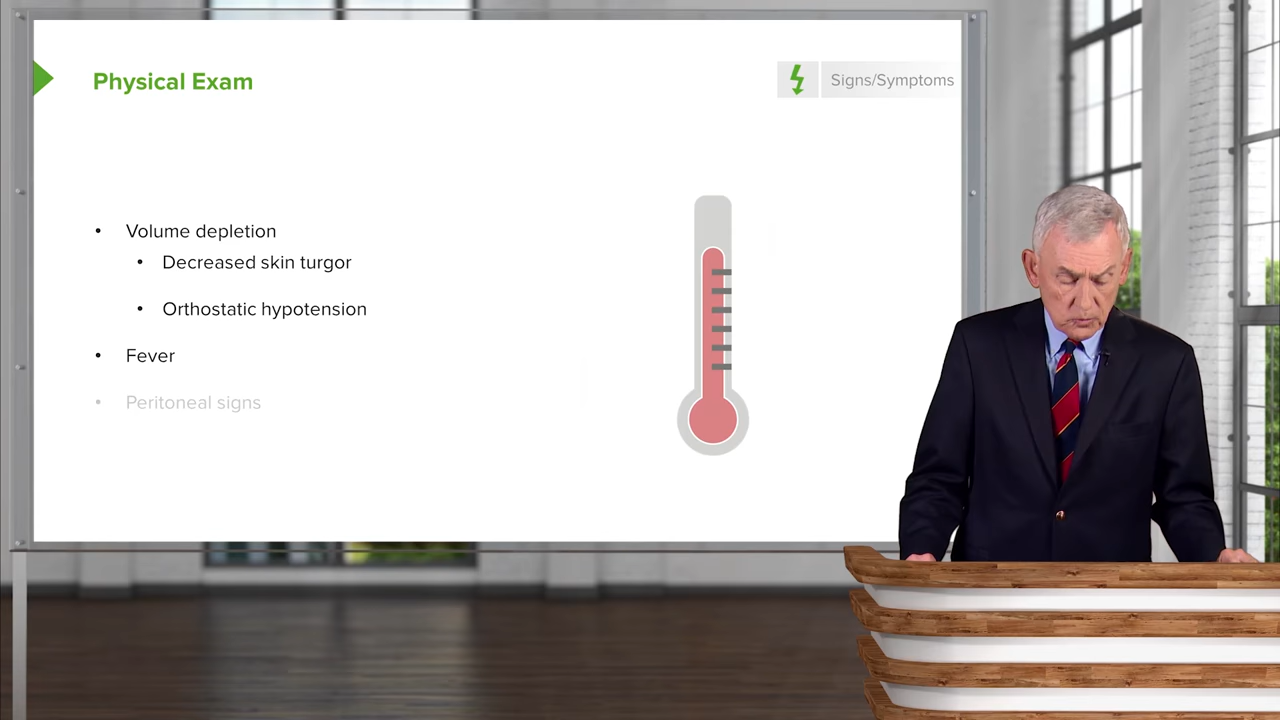 Physical Exam
Signs/Symptoms
• Volume depletion
• Decreased skin turgor
• Orthostatic hypotension
• Fever
• Peritoneal signs